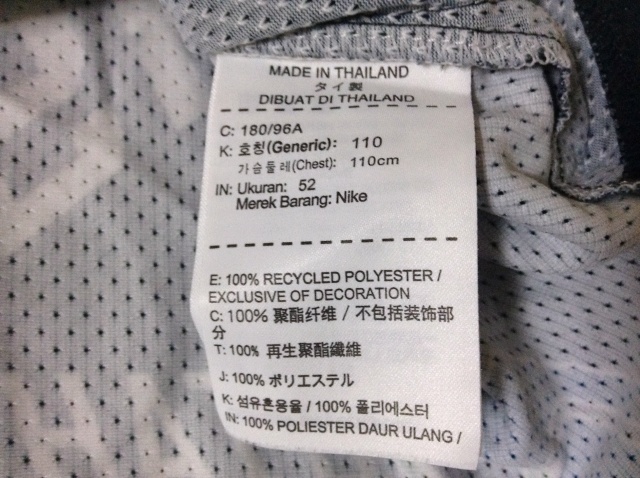 MADE IN THAILAND
タイ製
DIBUAT DI THAILAND
C: 180/96A
K: 호칭(Generic): 110
가슴둘레(Chest): 110cm
IN: Ukuran: 52
Merek Barang: Nike
E: 100% RECYCLED POLYESTER /
EXCLUSIVE OF DECORATION
C: 100% 聚酯纤维 / 不包括装饰部
分
T: 100% 再生聚酯纖維
J: 100% ポリエステル
K: 섬유혼용율 / 100% 폴리에스터
IN: 100% POLIESTER DAUR ULANG /